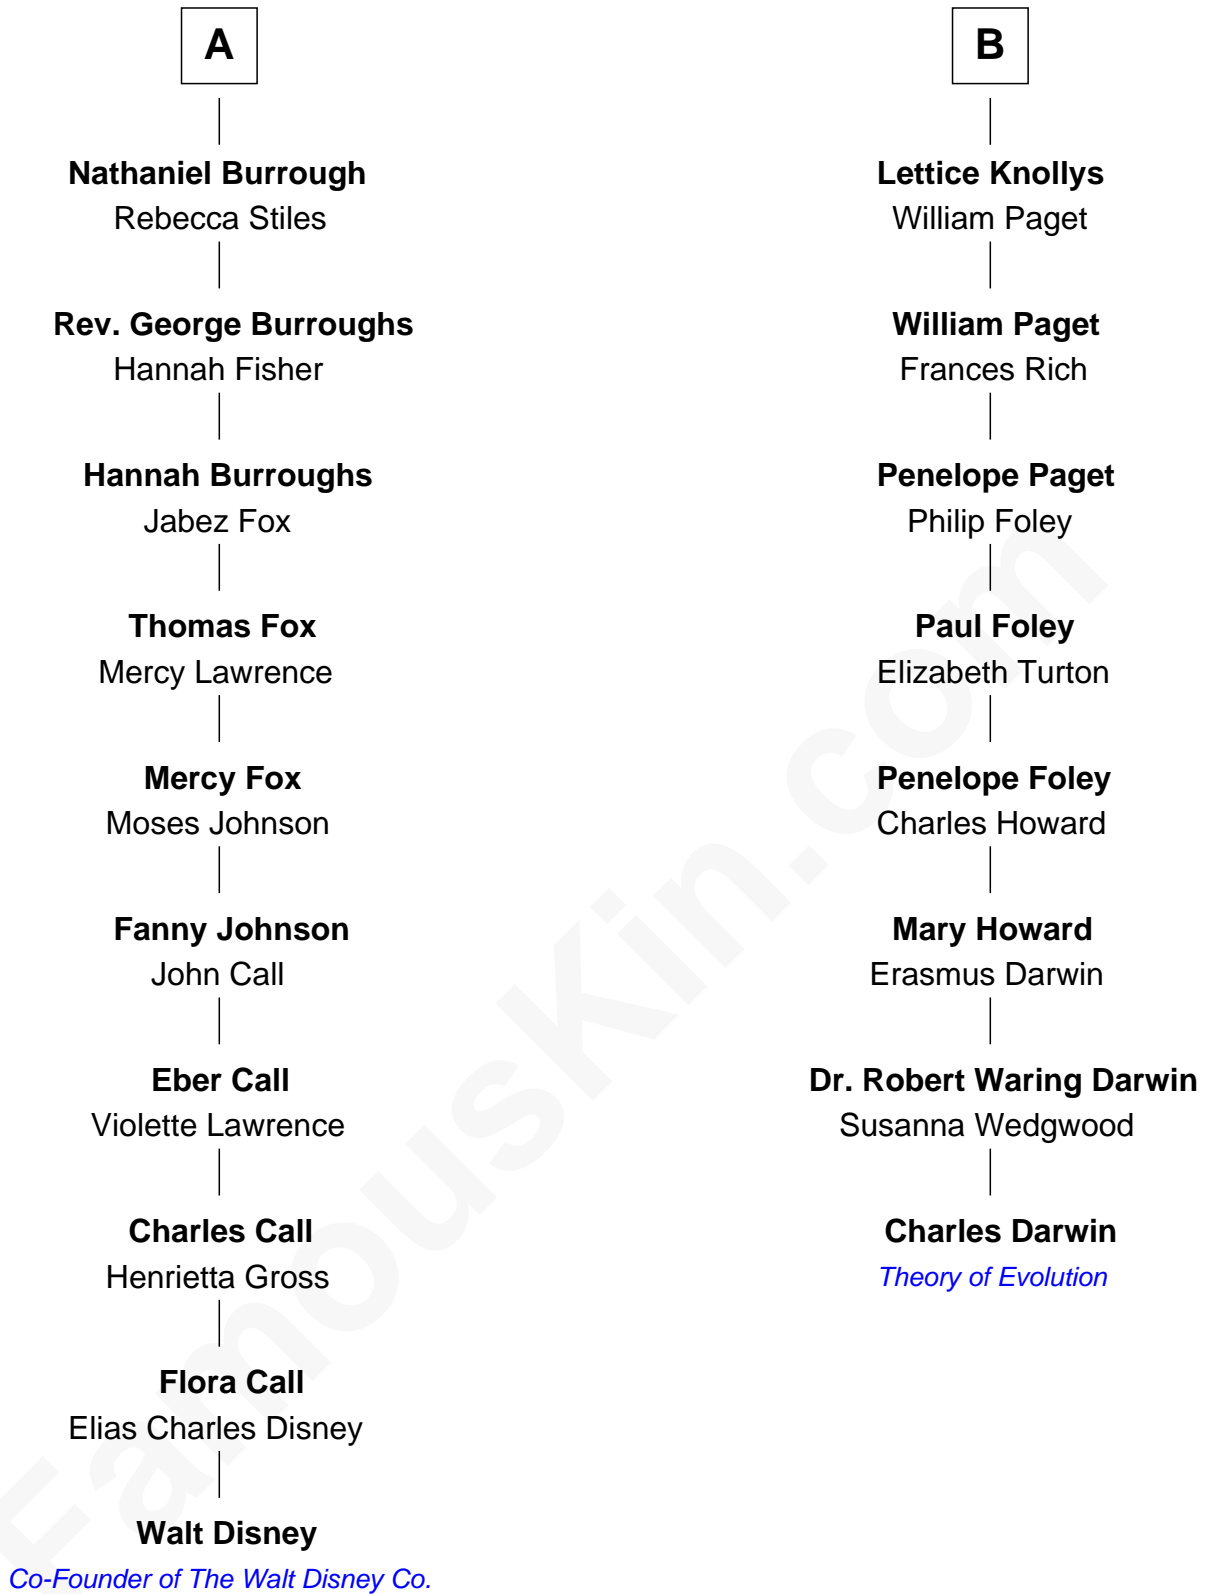 A
Nathaniel Burrough
Rebecca Stiles
Rev. George Burroughs
Hannah Fisher
Hannah Burroughs
Jabez Fox
Thomas Fox
Mercy Lawrence
Mercy Fox
Moses Johnson
Fanny Johnson
John Call
Eber Call
Violette Lawrence
Charles Call
Henrietta Gross
Flora Call
Elias Charles Disney
Walt Disney
Co-Founder of The Walt Disney Co.
B
Lettice Knollys
William Paget
William Paget
Frances Rich
Penelope Paget
Philip Foley
Paul Foley
Elizabeth Turton
Penelope Foley
Charles Howard
Mary Howard
Erasmus Darwin
Dr. Robert Waring Darwin
Susanna Wedgwood
Charles Darwin
Theory of Evolution
FamousKin.com